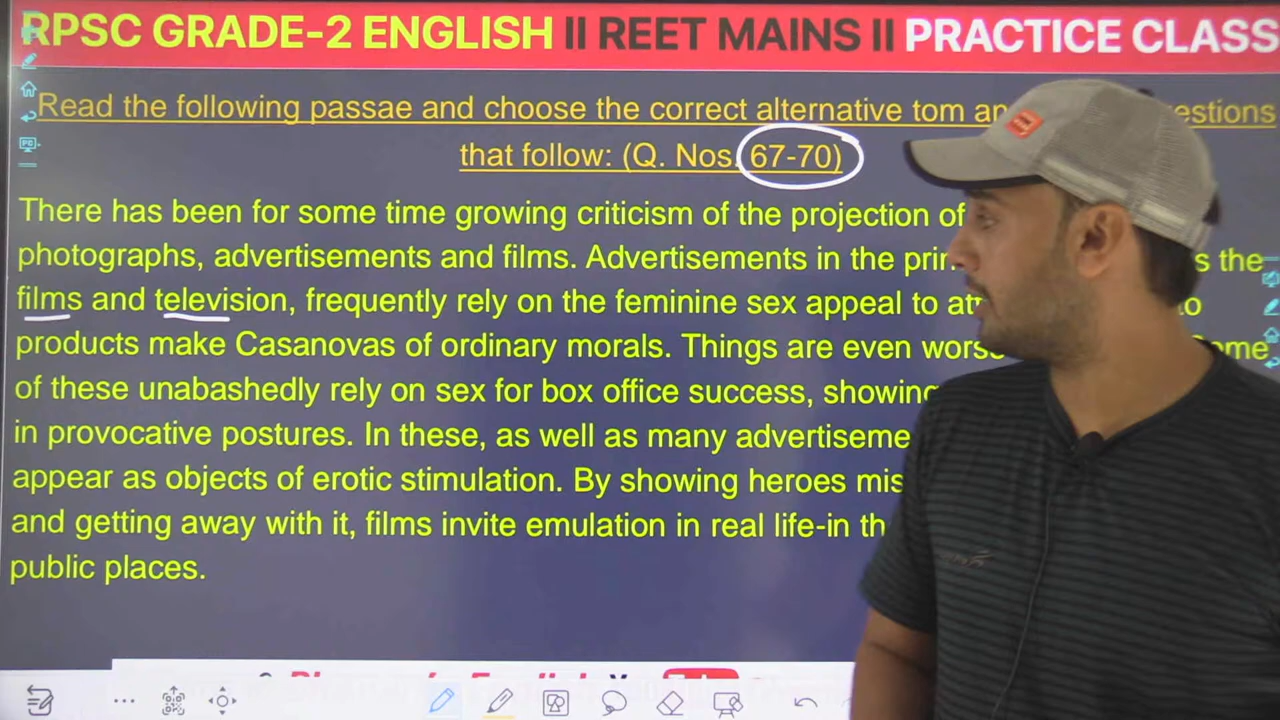 RPSC GRADE-2 ENGLISH II REET MAINS II PRACTICE CLASS
Read the following passae and choose the correct alternative tom
that follow: (Q. Nos. 67-70)
There has been for some time growing criticism of the projection of
photographs, advertisements and films. Advertisements in the the
films and television, frequently rely on the feminine sex appeal to to
products make Casanovas of ordinary morals. Things are even worse
of these unabashedly rely on sex for box office success, showing
in provocative postures. In these, as well as many
appear as objects of erotic stimulation. By showing heroes
and getting away with it, films invite emulation in real life-in
public places.